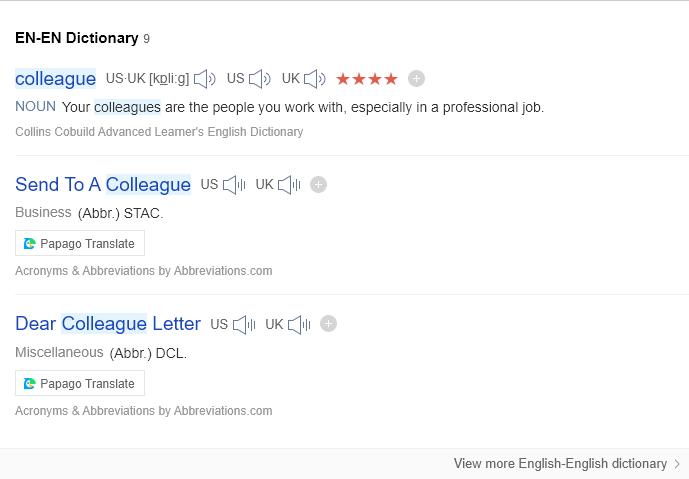 EN-EN Dictionary 9
colleague US·UK [kɒli:g] US UK ★★★★
NOUN Your colleagues are the people you work with, especially in a professional job.
Collins Cobuild Advanced Learner's English Dictionary
Send To A Colleague US UK
Business (Abbr.) STAC.
Papago Translate
Acronyms & Abbreviations by Abbreviations.com
Dear Colleague Letter US UK
Miscellaneous (Abbr.) DCL.
Papago Translate
Acronyms & Abbreviations by Abbreviations.com
View more English-English dictionary